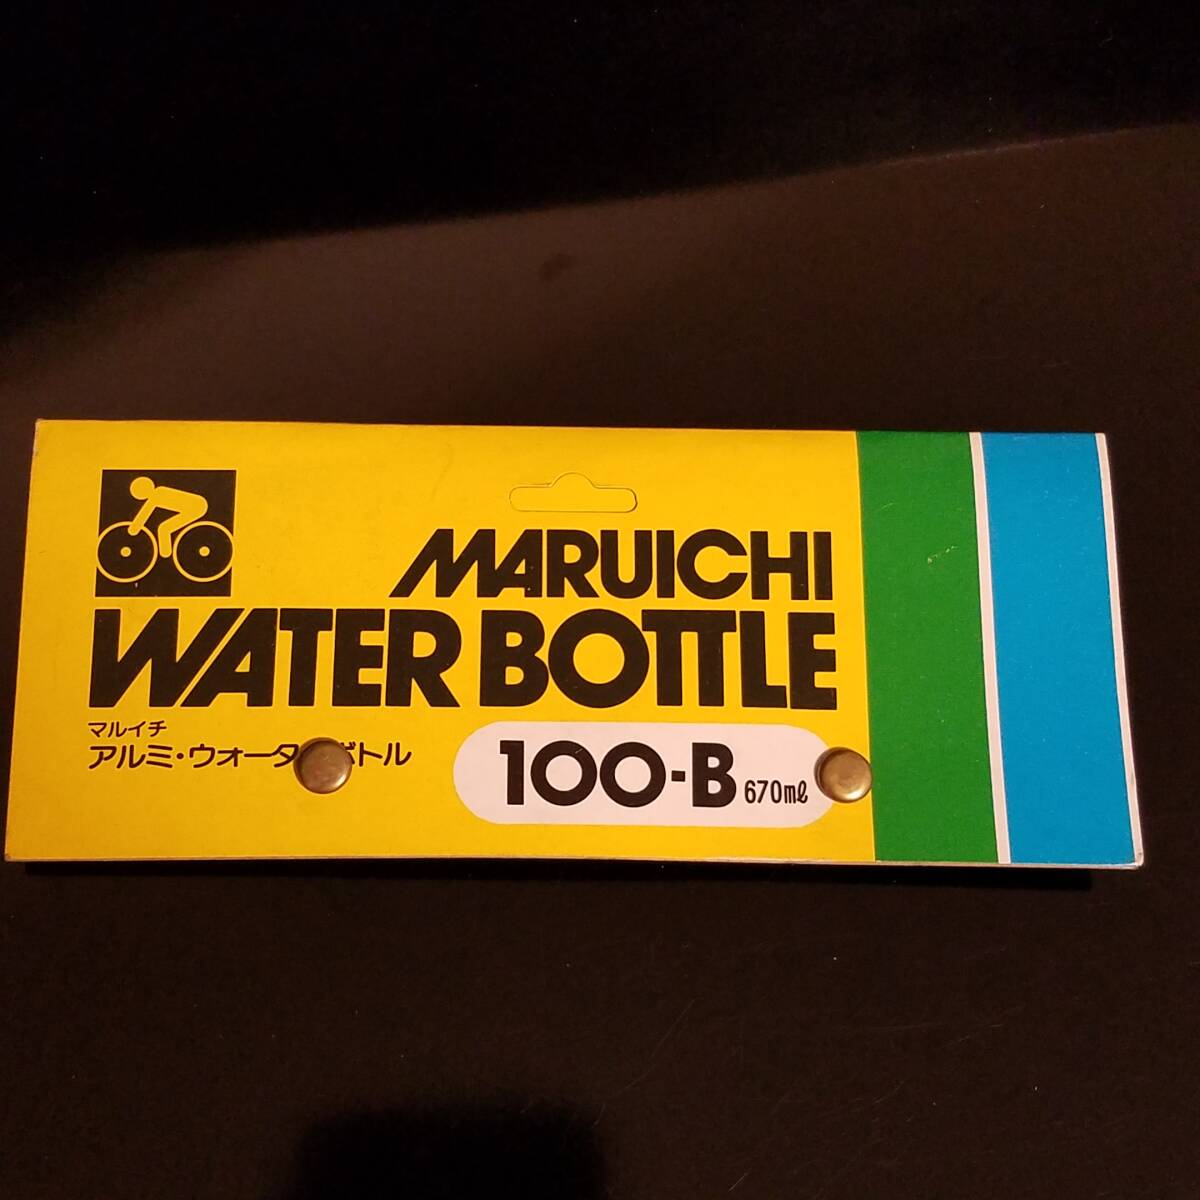 MARUICHI
WATER BOTTLE
マルイチ
アルミ・ウォーターボトル
100-B 670mℓ